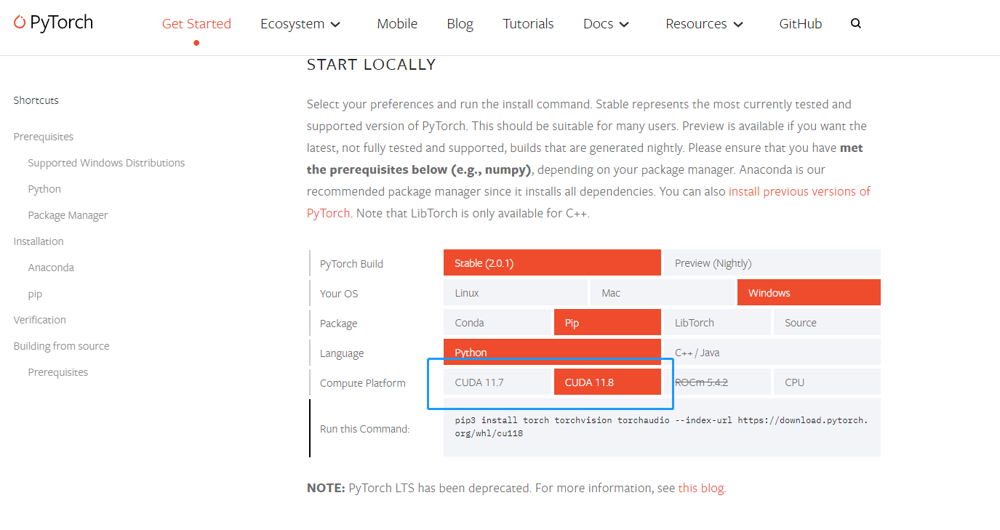 PyTorch
Get Started
Ecosystem
Mobile
Blog
Tutorials
Docs
Resources
GitHub
Shortcuts
Prerequisites
Supported Windows Distributions
Python
Package Manager
Installation
Anaconda
pip
Verification
Building from source
Prerequisites
START LOCALLY
Select your preferences and run the install command. Stable represents the most currently tested and
supported version of PyTorch. This should be suitable for many users. Preview is available if you want the
latest, not fully tested and supported, builds that are generated nightly. Please ensure that you have met
the prerequisites below (e.g., numpy), depending on your package manager. Anaconda is our
recommended package manager since it installs all dependencies. You can also install previous versions of
PyTorch. Note that LibTorch is only available for C++.
PyTorch Build
Stable (2.0.1)
Preview (Nightly)
Your OS
Linux
Mac
Windows
Package
Conda
Pip
LibTorch
Source
Language
Python
C++ / Java
Compute Platform
CUDA 11.7
CUDA 11.8
ROCm 5.4.2
CPU
Run this Command:
pip3 install torch torchvision torchaudio --index-url https://download.pytorch.
org/whl/cu118
NOTE: PyTorch LTS has been deprecated. For more information, see this blog.